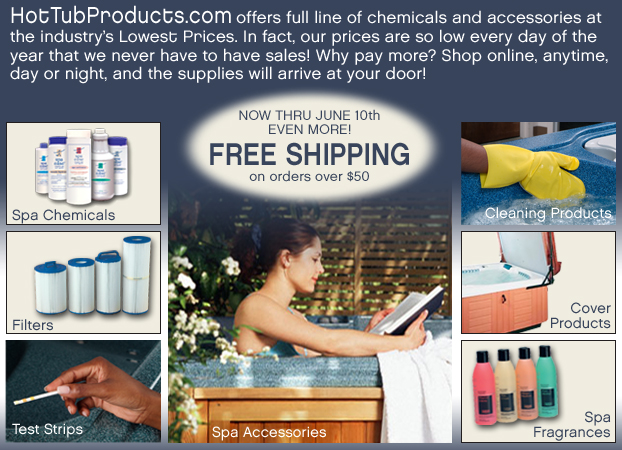 HotTubProducts.com offers full line of chemicals and accessories at
the industry's Lowest Prices. In fact, our prices are so low every day of the
year that we never have to have sales! Why pay more? Shop online, anytime,
day or night, and the supplies will arrive at your door!
NOW THRU JUNE 10th
EVEN MORE!
FREE SHIPPING
on orders over $50
Spa Chemicals
Cleaning Products
Filters
Cover
Products
Test Strips
Spa Accessories
Spa
Fragrances